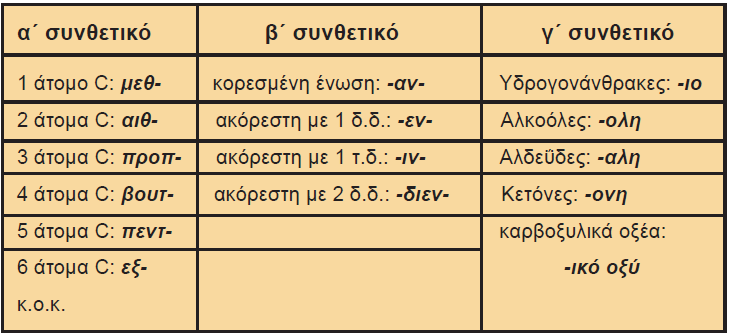 α΄ συνθετικό β΄ συνθετικό γ΄ συνθετικό
1 άτομο C: μεθ- κορεσμένη ένωση: -αν- Υδρογονάνθρακες: -ιο
2 άτομα C: αιθ- ακόρεστη με 1 δ.δ.: -εν- Αλκοόλες: -ολη
3 άτομα C: προπ- ακόρεστη με 1 τ.δ.: -ιν- Αλδεΰδες: -αλη
4 άτομα C: βουτ- ακόρεστη με 2 δ.δ.: -διεν- Κετόνες: -ονη
5 άτομα C: πεντ- καρβοξυλικά οξέα:
6 άτομα C: εξ- -ικό οξύ
κ.ο.κ.